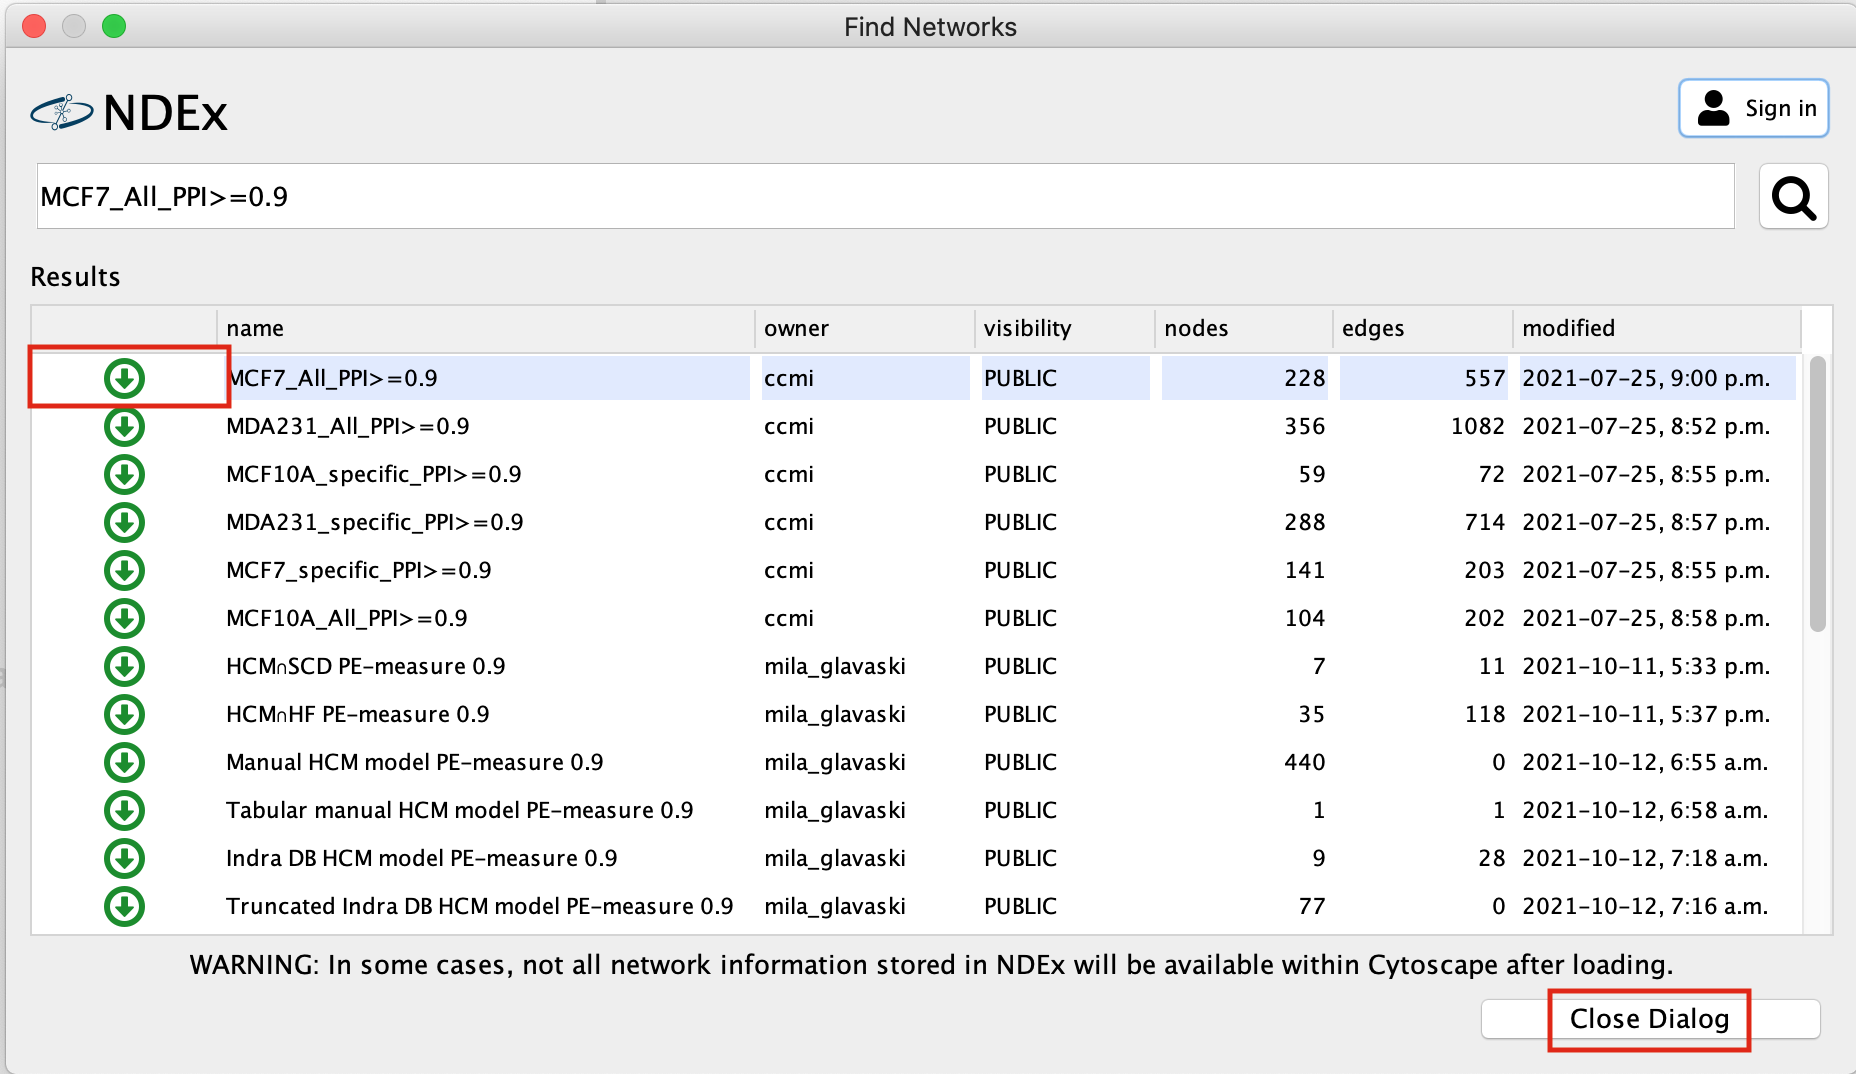 Find Networks
NDEx
Sign in
MCF7_All_PPI>=0.9
Results
name owner visibility nodes edges modified
MCF7_All_PPI>=0.9 ccmi PUBLIC 228 557 2021-07-25, 9:00 p.m.
MDA231_All_PPI>=0.9 ccmi PUBLIC 356 1082 2021-07-25, 8:52 p.m.
MCF10A_specific_PPI>=0.9 ccmi PUBLIC 59 72 2021-07-25, 8:55 p.m.
MDA231_specific_PPI>=0.9 ccmi PUBLIC 288 714 2021-07-25, 8:57 p.m.
MCF7_specific_PPI>=0.9 ccmi PUBLIC 141 203 2021-07-25, 8:55 p.m.
MCF10A_All_PPI>=0.9 ccmi PUBLIC 104 202 2021-07-25, 8:58 p.m.
HCM∩SCD PE-measure 0.9 mila_glavaski PUBLIC 7 11 2021-10-11, 5:33 p.m.
HCM∩HF PE-measure 0.9 mila_glavaski PUBLIC 35 118 2021-10-11, 5:37 p.m.
Manual HCM model PE-measure 0.9 mila_glavaski PUBLIC 440 0 2021-10-12, 6:55 a.m.
Tabular manual HCM model PE-measure 0.9 mila_glavaski PUBLIC 1 1 2021-10-12, 6:58 a.m.
Indra DB HCM model PE-measure 0.9 mila_glavaski PUBLIC 9 28 2021-10-12, 7:18 a.m.
Truncated Indra DB HCM model PE-measure 0.9 mila_glavaski PUBLIC 77 0 2021-10-12, 7:16 a.m.
WARNING: In some cases, not all network information stored in NDEx will be available within Cytoscape after loading.
Close Dialog